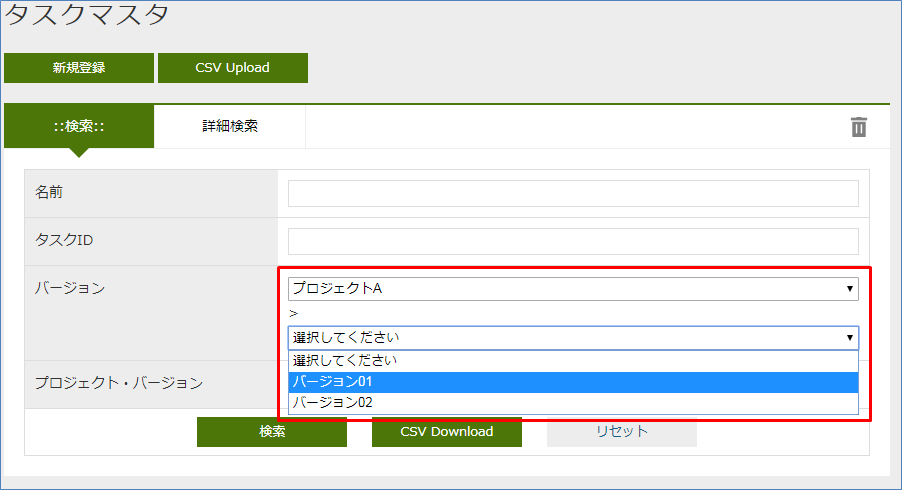 タスクマスタ
新規登録
CSV Upload
::検索::
詳細検索
名前
タスクID
バージョン
プロジェクトA
>
選択してください
選択してください
バージョン01
バージョン02
プロジェクト・バージョン
検索
CSV Download
リセット